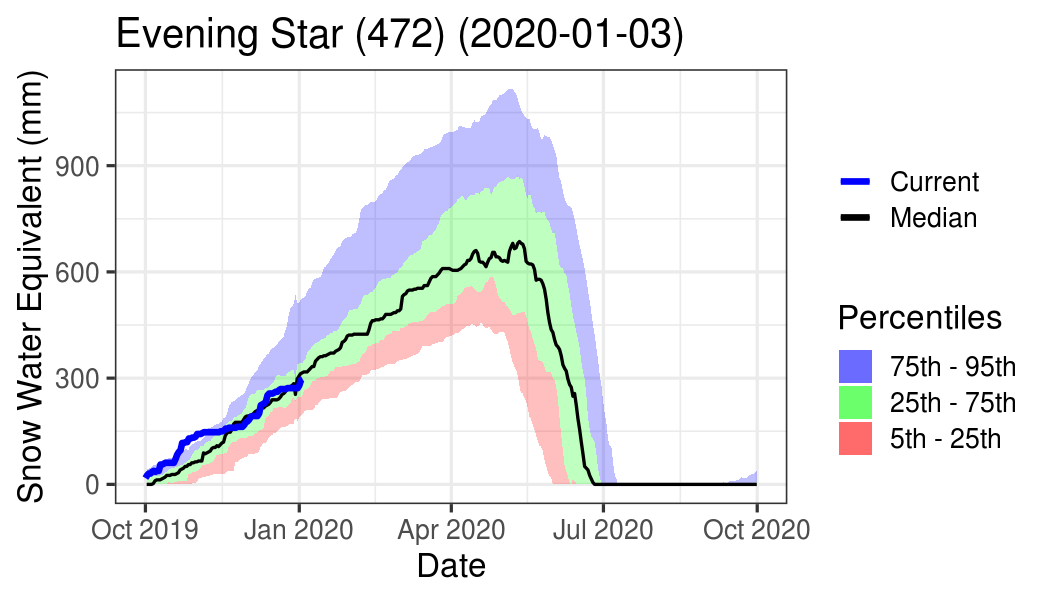 Evening Star (472) (2020-01-03)
Snow Water Equivalent (mm)
900
600
300
0
Oct 2019
Jan 2020
Apr 2020
Jul 2020
Oct 2020
Date
Current
Median
Percentiles
75th - 95th
25th - 75th
5th - 25th